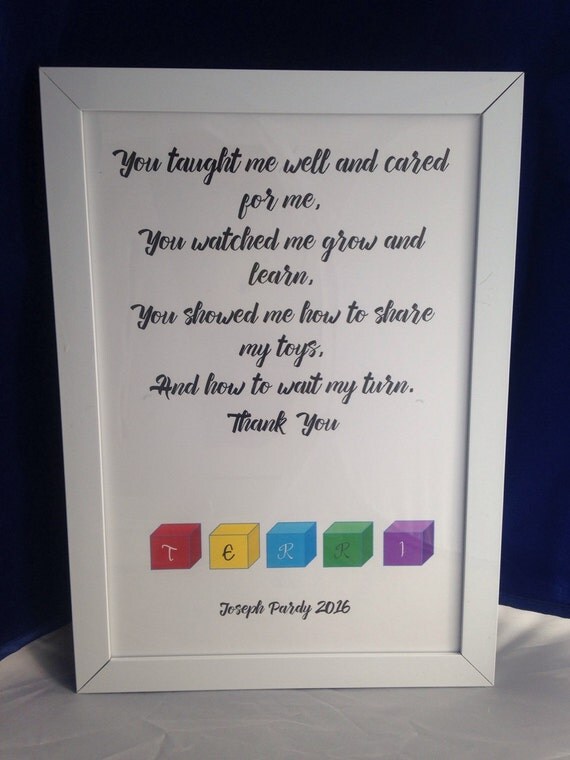 You taught me well and cared
for me,
You watched me grow and
learn,
You showed me how to share
my toys,
And how to wait my turn.
Thank You
T E R R I
Joseph Pardy 2016